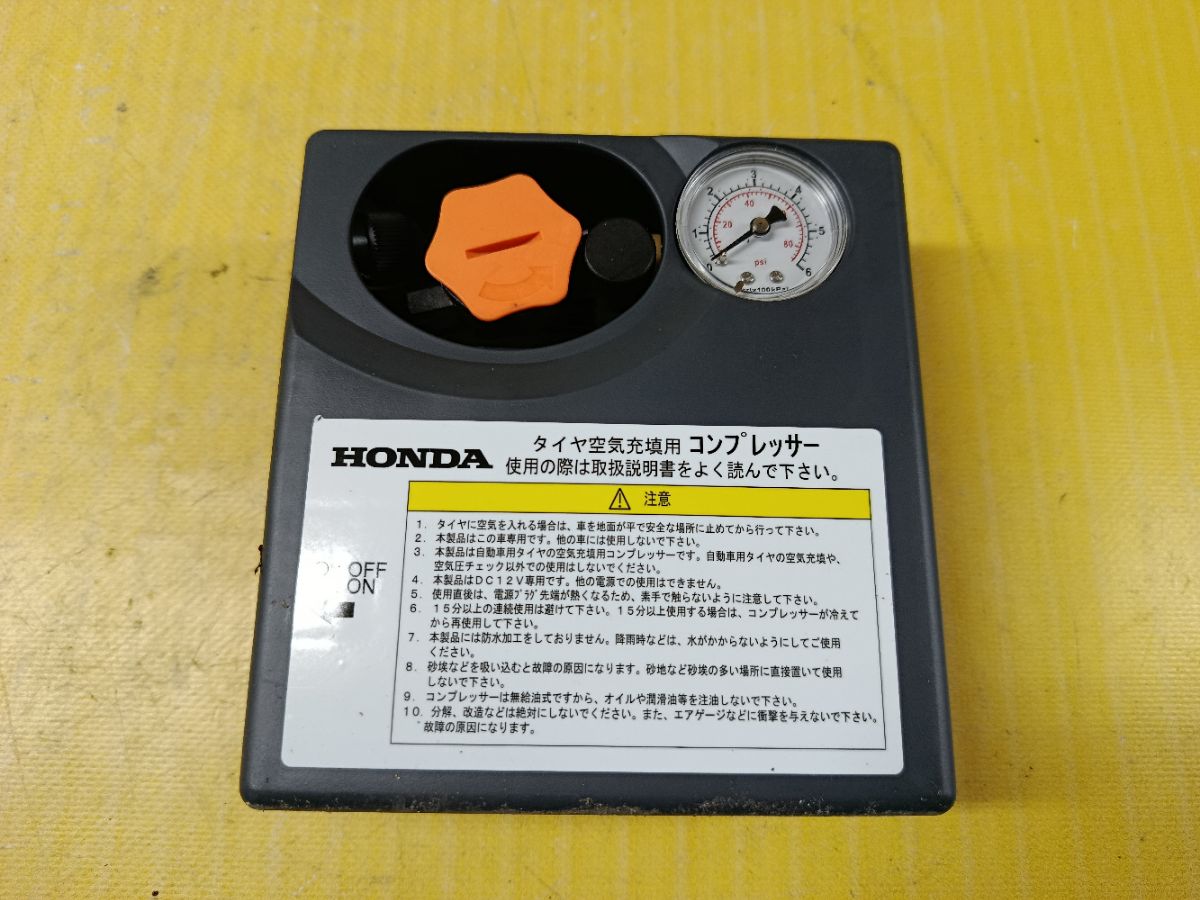 0 1 2 3 4 5 6
20 40 80
psi
x100kPa
HONDA
タイヤ空気充填用 コンプレッサー
使用の際は取扱説明書をよく読んで下さい。
注意
1. タイヤに空気を入れる場合は、車を地面が平で安全な場所に止めてから行って下さい。
2. 本製品はこの車専用です。他の車には使用しないで下さい。
3. 本製品は自動車用タイヤの空気充填用コンプレッサーです。自動車用タイヤの空気充填や、
空気圧チェック以外での使用はしないでください。
4. 本製品はDC12V専用です。他の電源での使用はできません。
5. 使用直後は、電源プラグ先端が熱くなるため、素手で触らないように注意して下さい。
6. 15分以上の連続使用は避けて下さい。15分以上使用する場合は、コンプレッサーが冷えて
から再使用して下さい。
7. 本製品には防水加工をしておりません。降雨時などは、水がかからないようにしてご使用
ください。
8. 砂埃などを吸い込むと故障の原因になります。砂地など砂埃の多い場所に直接置いて使用
しないで下さい。
9. コンプレッサーは無給油式ですから、オイルや潤滑油等を注油しないで下さい。
10. 分解、改造などは絶対にしないでください。また、エアゲージなどに衝撃を与えないで下さい。
故障の原因になります。
OFF
ON